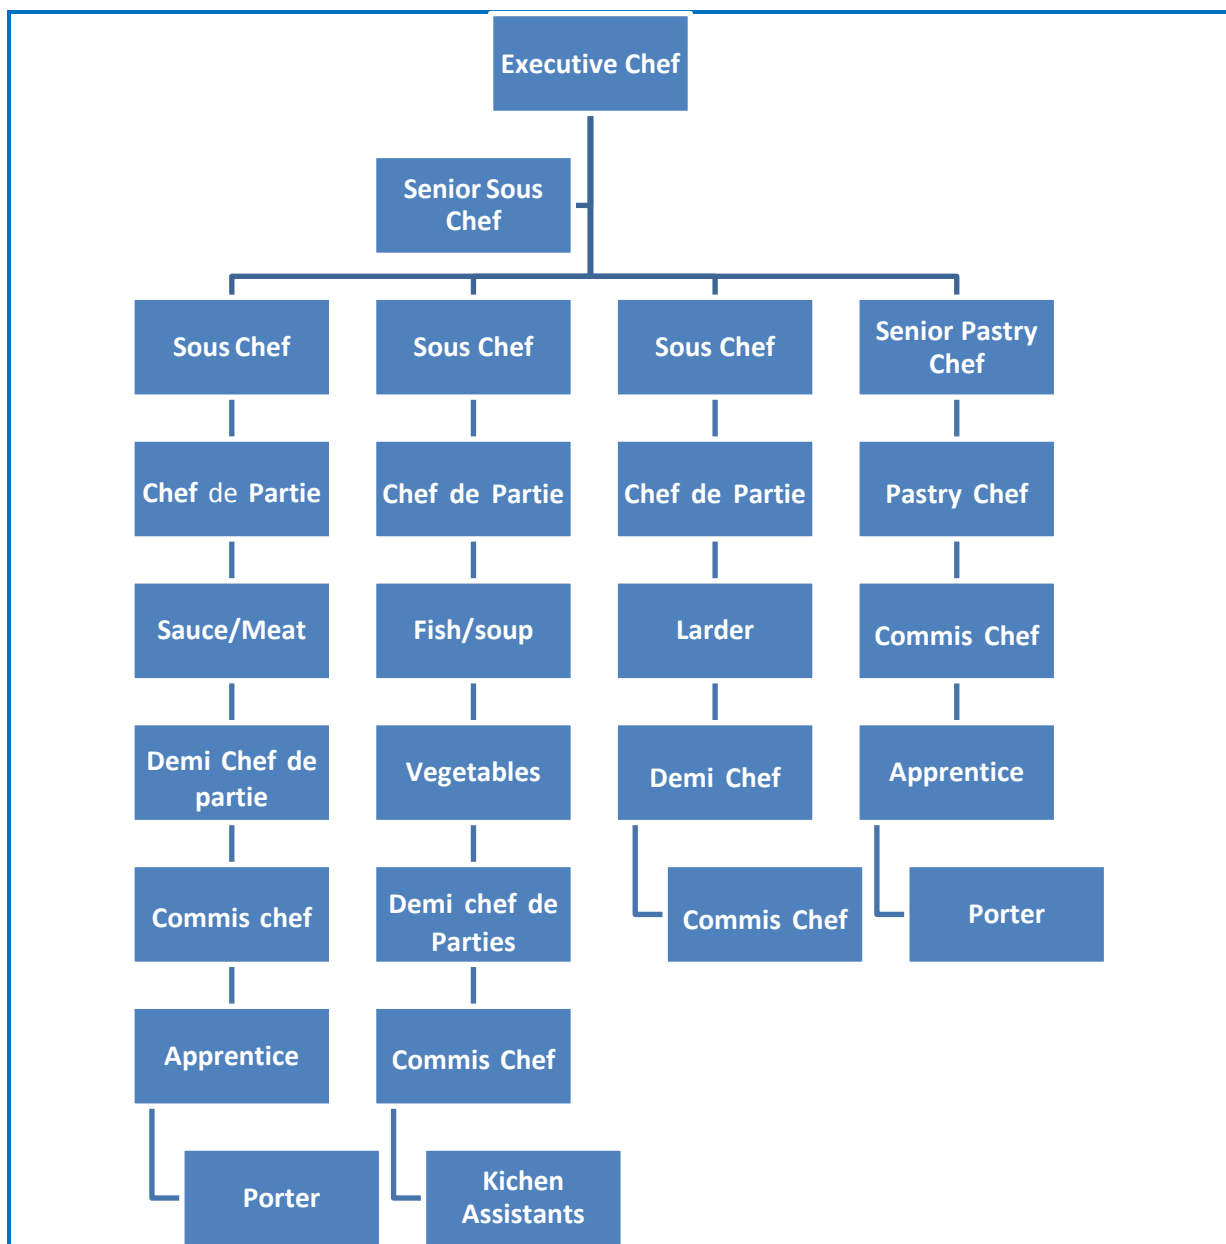 Executive Chef
Senior Sous
Chef
Sous Chef
Sous Chef
Sous Chef
Senior Pastry
Chef
Chef de Partie
Chef de Partie
Chef de Partie
Pastry Chef
Sauce/Meat
Fish/soup
Larder
Commis Chef
Demi Chef de
partie
Vegetables
Demi Chef
Apprentice
Commis chef
Demi chef de
Parties
Commis Chef
Porter
Apprentice
Commis Chef
Porter
Kichen
Assistants